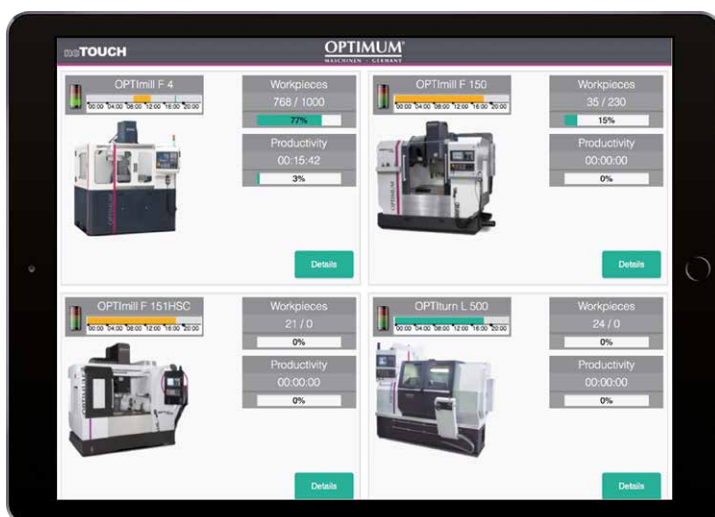 noTOUCH
OPTIMUM®
MASCHINEN - GERMANY
OPTImill F 4
00:00 04:00 08:00 12:00 16:00 20:00
Workpieces
768 / 1000
77%
Productivity
00:15:42
3%
Details
OPTImill F 150
00:00 04:00 08:00 12:00 16:00 20:00
Workpieces
35 / 230
15%
Productivity
00:00:00
0%
Details
OPTImill F 151HSC
00:00 04:00 08:00 12:00 16:00 20:00
Workpieces
21 / 0
0%
Productivity
00:00:00
0%
Details
OPTIturn L 500
00:00 04:00 08:00 12:00 16:00 20:00
Workpieces
24 / 0
0%
Productivity
00:00:00
0%
Details
OPTIMUM
OPTIMUM
OPTIMUM